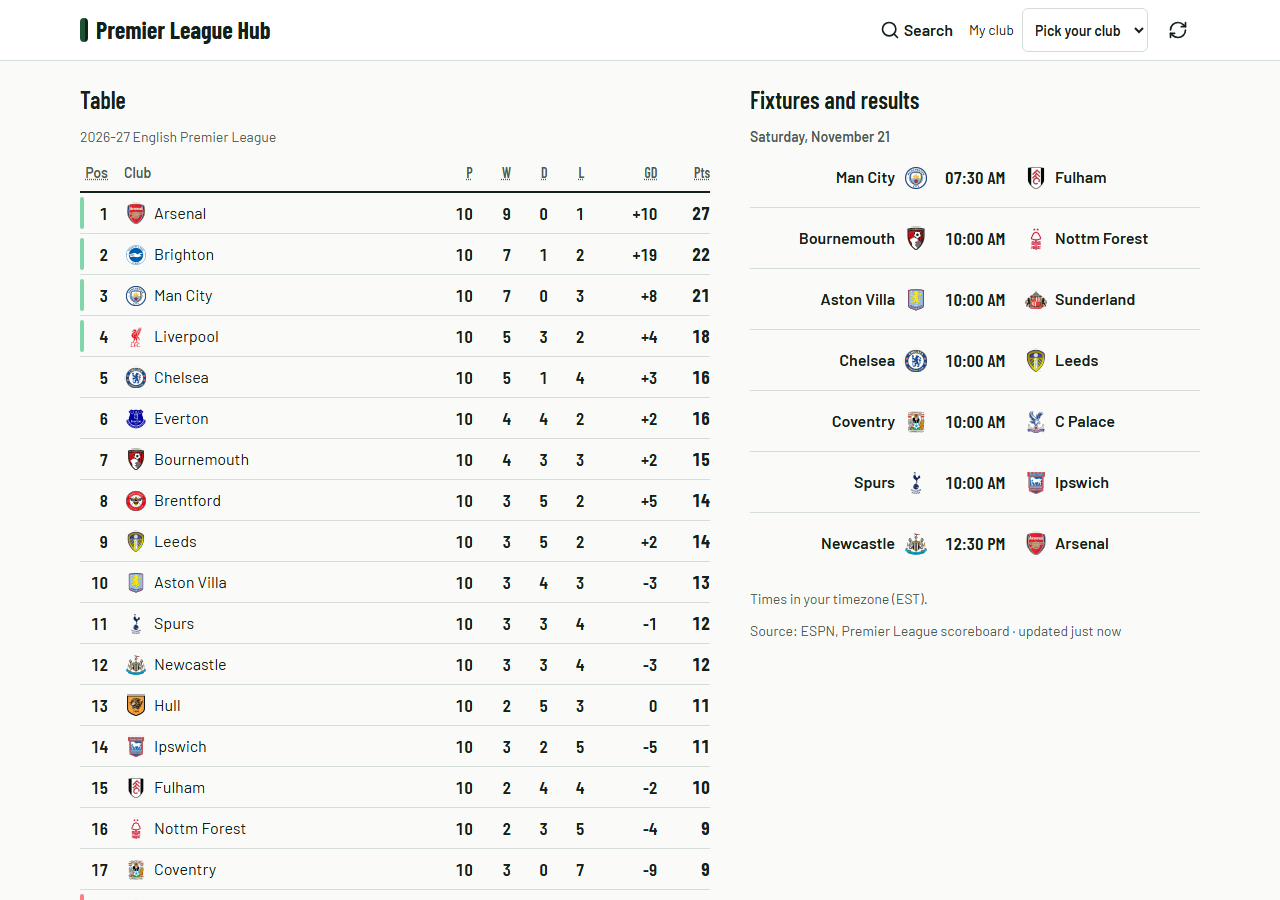 Premier League Hub
Search My club Pick your club
Table
2026-27 English Premier League
Pos Club P W D L GD Pts
1 Arsenal 10 9 0 1 +10 27
2 Brighton 10 7 1 2 +19 22
3 Man City 10 7 0 3 +8 21
4 Liverpool 10 5 3 2 +4 18
5 Chelsea 10 5 1 4 +3 16
6 Everton 10 4 4 2 +2 16
7 Bournemouth 10 4 3 3 +2 15
8 Brentford 10 3 5 2 +5 14
9 Leeds 10 3 5 2 +2 14
10 Aston Villa 10 3 4 3 -3 13
11 Spurs 10 3 3 4 -1 12
12 Newcastle 10 3 3 4 -3 12
13 Hull 10 2 5 3 0 11
14 Ipswich 10 3 2 5 -5 11
15 Fulham 10 2 4 4 -2 10
16 Nottm Forest 10 2 3 5 -4 9
17 Coventry 10 3 0 7 -9 9
Fixtures and results
Saturday, November 21
Man City 07:30 AM Fulham
Bournemouth 10:00 AM Nottm Forest
Aston Villa 10:00 AM Sunderland
Chelsea 10:00 AM Leeds
Coventry 10:00 AM C Palace
Spurs 10:00 AM Ipswich
Newcastle 12:30 PM Arsenal
Times in your timezone (EST).
Source: ESPN, Premier League scoreboard · updated just now